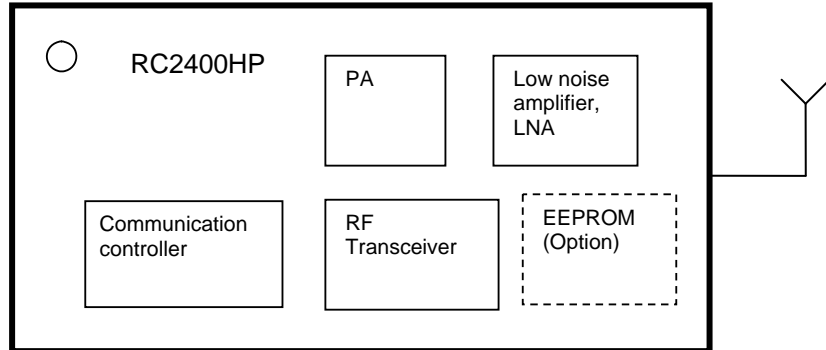 RC2400HP
PA
Low noise
amplifier,
LNA
Communication
controller
RF
Transceiver
EEPROM
(Option)